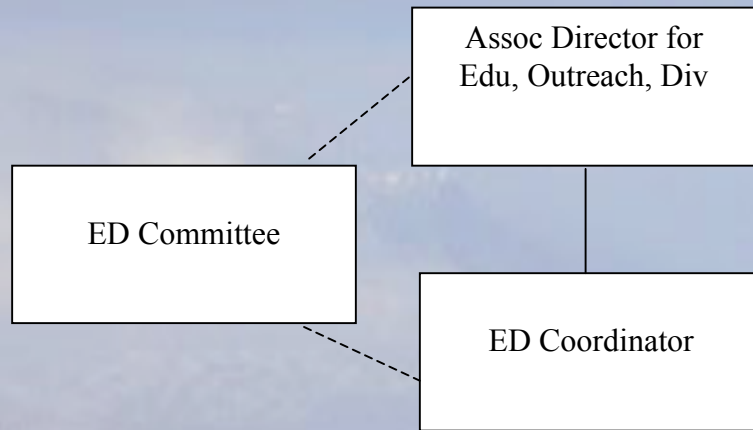 Assoc Director for
Edu, Outreach, Div
ED Committee
ED Coordinator